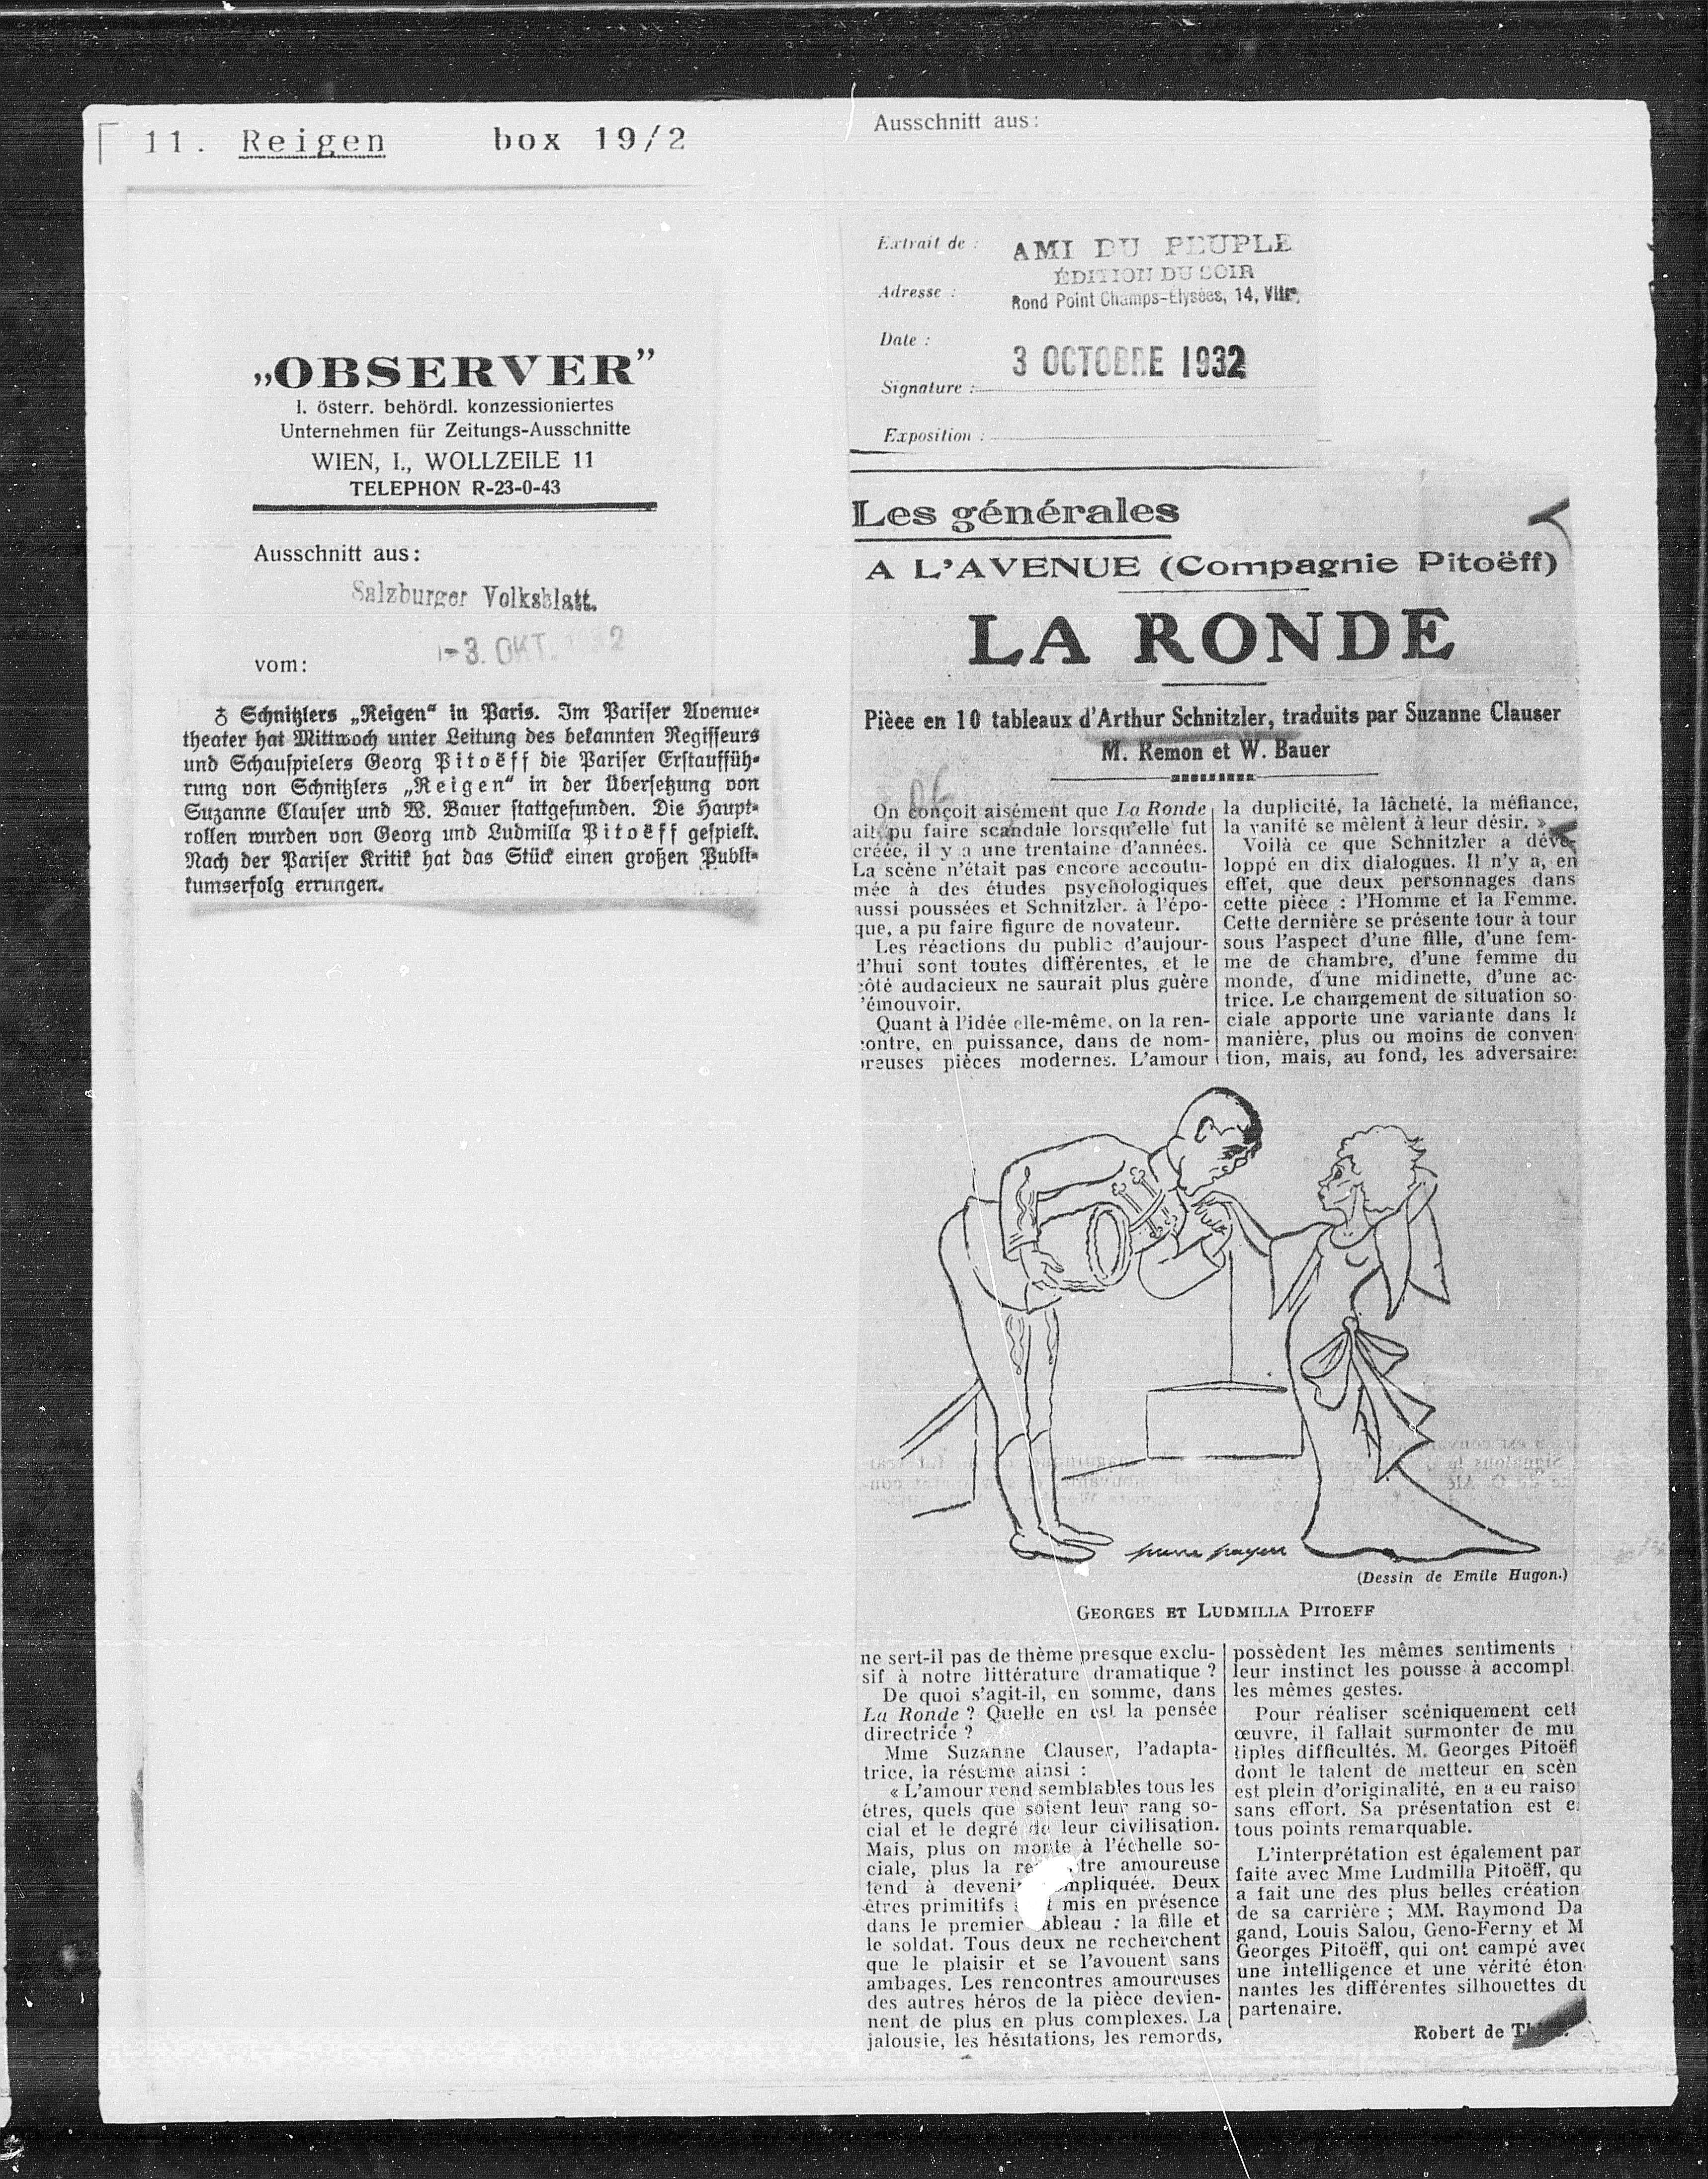 11. Reigen box 19/2
„OBSERVER”
I. österr. behördl. konzessioniertes
Unternehmen für Zeitungs-Ausschnitte
WIEN, I., WOLLZEILE 11
TELEPHON R-23-0-43
Ausschnitt aus:
Salzburger Volksblatt.
vom: -3. OKT. 2
♁ Schnitzlers „Reigen“ in Paris. Im Pariser Avenue-
theater hat Mittwoch unter Leitung des bekannten Regisseurs
und Schauspielers Georg Pitoëff die Pariser Erstauffüh-
rung von Schnitzlers „Reigen“ in der Übersetzung von
Suzanne Clauser und W. Bauer stattgefunden. Die Haupt-
rollen wurden von Georg und Ludmilla Pitoëff gespielt.
Nach der Pariser Kritik hat das Stück einen großen Publi-
kumserfolg errungen.
Ausschnitt aus:
Extrait de : AMI DU PEUPLE
ÉDITION DU SOIR
Adresse : Rond Point Champs-Elysées, 14, VIIIe
Date : 3 OCTOBRE 1932
Signature :
Exposition :
Les générales
A L'AVENUE (Compagnie Pitoëff)
LA RONDE
Pièce en 10 tableaux d'Arthur Schnitzler, traduits par Suzanne Clauser
M. Remon et W. Bauer
On conçoit aisément que La Ronde
ait pu faire scandale lorsqu'elle fut
créée, il y a une trentaine d'années.
La scène n'était pas encore accoutu-
mée à des études psychologiques
aussi poussées et Schnitzler, à l'épo-
que, a pu faire figure de novateur.
Les réactions du public d'aujour-
d'hui sont toutes différentes, et le
côté audacieux ne saurait plus guère
l'émouvoir.
Quant à l'idée elle-même, on la ren-
contre, en puissance, dans de nom-
breuses pièces modernes. L'amour
la duplicité, la lâcheté, la méfiance,
la vanité se mêlent à leur désir. »
Voilà ce que Schnitzler a déve-
loppé en dix dialogues. Il n'y a, en
effet, que deux personnages dans
cette pièce : l'Homme et la Femme.
Cette dernière se présente tour à tour
sous l'aspect d'une fille, d'une fem-
me de chambre, d'une femme du
monde, d'une midinette, d'une ac-
trice. Le changement de situation so-
ciale apporte une variante dans la
manière, plus ou moins de conven-
tion, mais, au fond, les adversaires
(Dessin de Emile Hugon.)
GEORGES ET LUDMILLA PITOEFF
ne sert-il pas de thème presque exclu-
sif à notre littérature dramatique ?
De quoi s'agit-il, en somme, dans
La Ronde ? Quelle en est la pensée
directrice ?
Mme Suzanne Clauser, l'adapta-
trice, la résume ainsi :
« L'amour rend semblables tous les
êtres, quels que soient leur rang so-
cial et le degré de leur civilisation.
Mais, plus on monte à l'échelle so-
ciale, plus la re tre amoureuse
tend à devenir mpliquée. Deux
êtres primitifs mis en présence
dans le premier tableau : la fille et
le soldat. Tous deux ne recherchent
que le plaisir et se l'avouent sans
ambages. Les rencontres amoureuses
des autres héros de la pièce devien-
nent de plus en plus complexes. La
jalousie, les hésitations, les remords,
possèdent les mêmes sentiments
leur instinct les pousse à accompl
les mêmes gestes.
Pour réaliser scéniquement cett
œuvre, il fallait surmonter de mu
tiples difficultés. M. Georges Pitoëf
dont le talent de metteur en scèn
est plein d'originalité, en a eu raiso
sans effort. Sa présentation est e
tous points remarquable.
L'interprétation est également par
faite avec Mme Ludmilla Pitoëff, qu
a fait une des plus belles création
de sa carrière ; MM. Raymond Da
gand, Louis Salou, Geno-Ferny et M
Georges Pitoëff, qui ont campé avec
une intelligence et une vérité éton-
nantes les différentes silhouettes du
partenaire.
Robert de